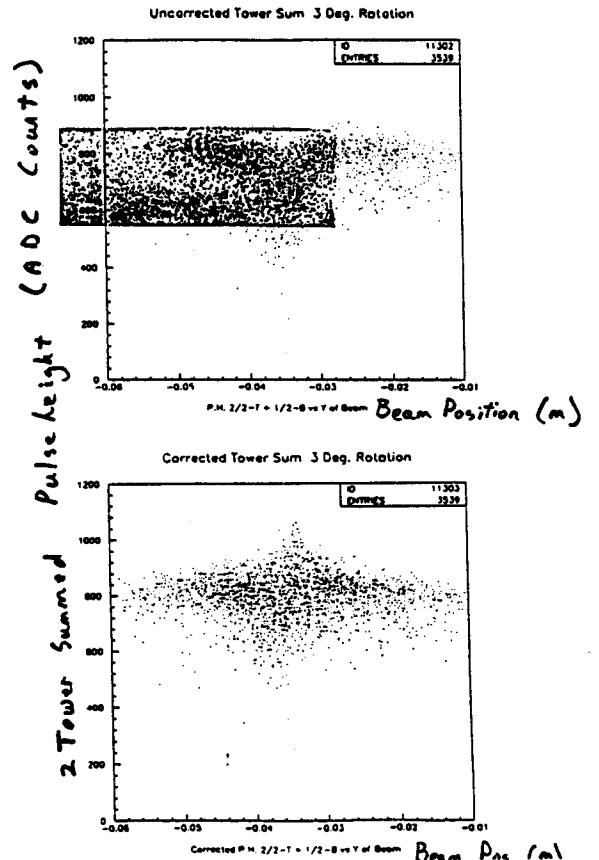 Uncorrected Tower Sum 3 Deg. Rotation
ID 11302
ENTRIES 3539
1200
1000
400
200
0
-0.06 -0.05 -0.04 -0.03 -0.02 -0.01
P.H. 2/2-T + 1/2-B vs Y of Beam
Beam Position (m)
2 Tower Summed Pulse height (ADC Counts)
Corrected Tower Sum 3 Deg. Rotation
ID 11303
ENTRIES 3539
1200
1000
800
600
400
200
0
-0.06 -0.05 -0.04 -0.03 -0.02 -0.01
Corrected P.H. 2/2-T + 1/2-B vs Y of Beam
Beam Pos (m)